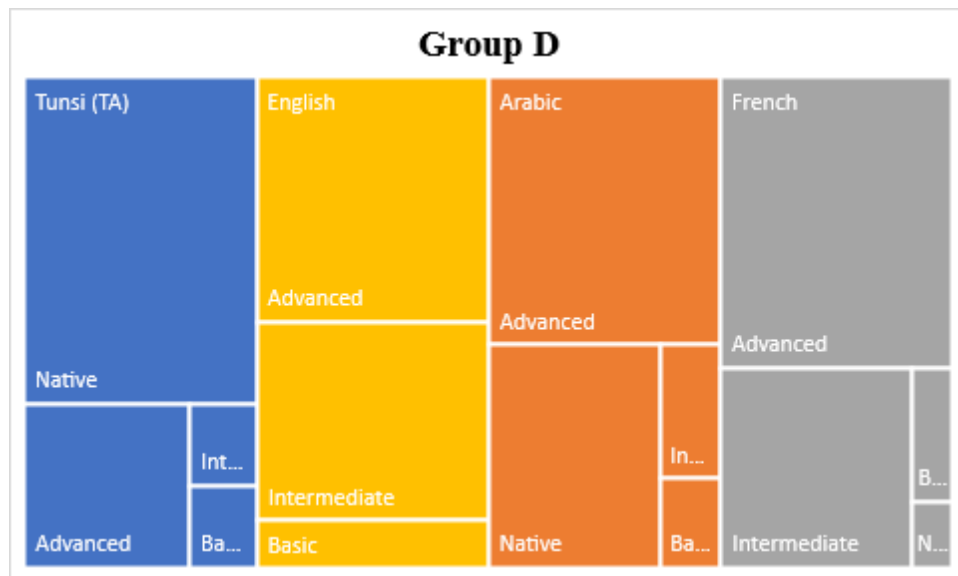 Group D
Tunsi (TA)
Native
Advanced
Int...
Ba...
English
Advanced
Intermediate
Basic
Arabic
Advanced
Native
In...
Ba...
French
Advanced
Intermediate
B...
N...